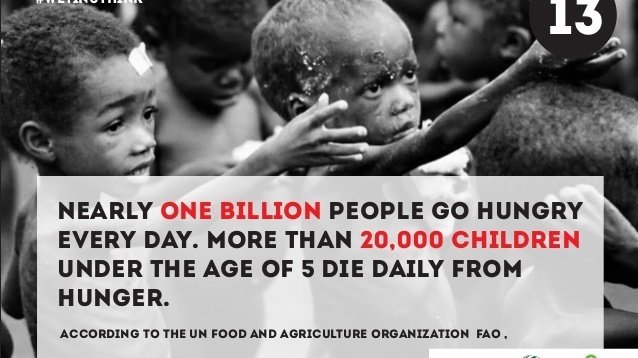 13
NEARLY ONE BILLION PEOPLE GO HUNGRY
EVERY DAY. MORE THAN 20,000 CHILDREN
UNDER THE AGE OF 5 DIE DAILY FROM
HUNGER.
ACCORDING TO THE UN FOOD AND AGRICULTURE ORGANIZATION FAO ,